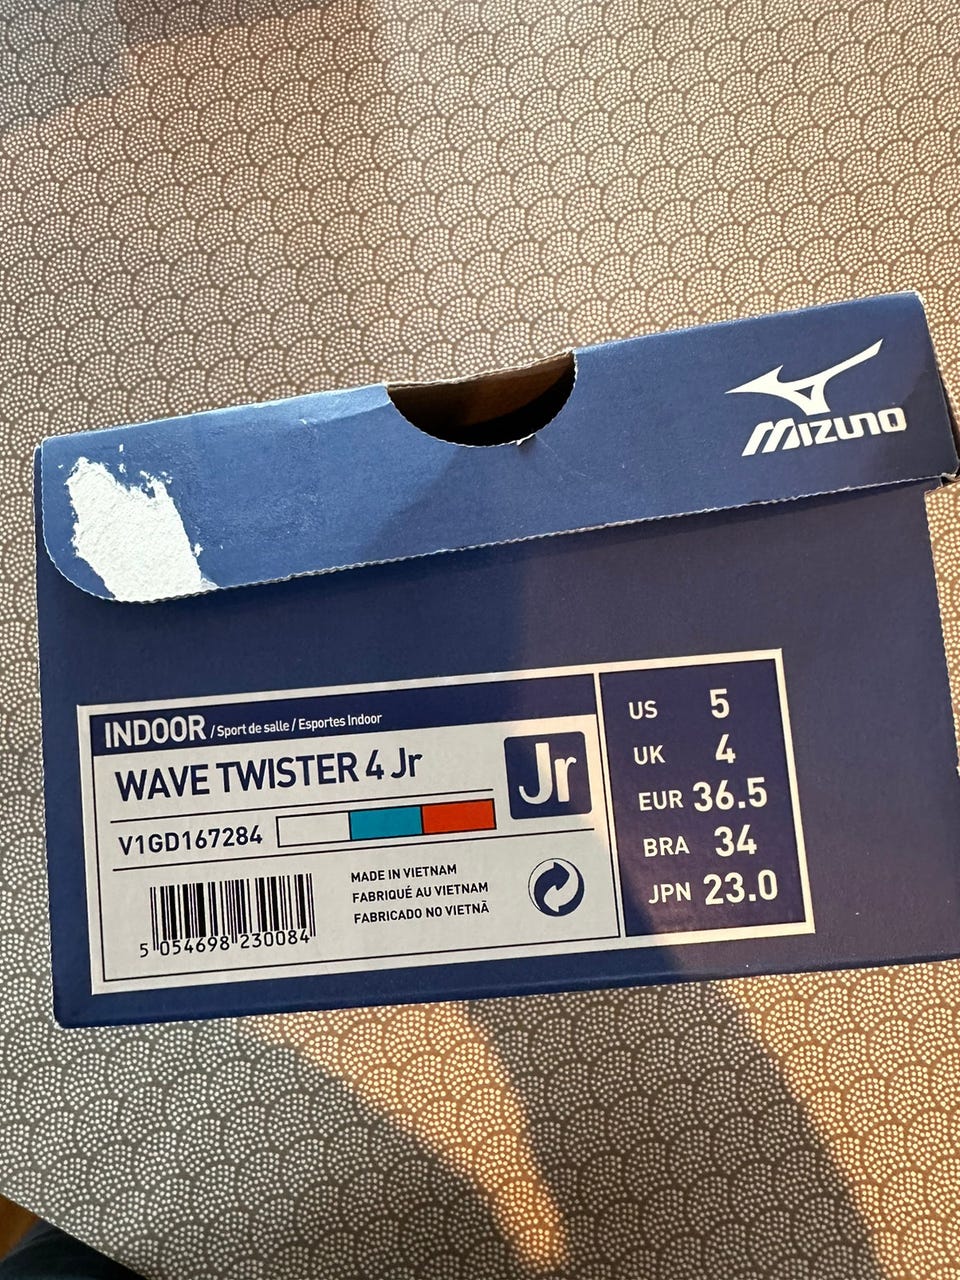 MIZUNO
INDOOR / Sport de salle / Esportes Indoor
WAVE TWISTER 4 Jr
Jr
V1GD167284
MADE IN VIETNAM
FABRIQUÉ AU VIETNAM
FABRICADO NO VIETNÃ
5 054698 230084
US 5
UK 4
EUR 36.5
BRA 34
JPN 23.0